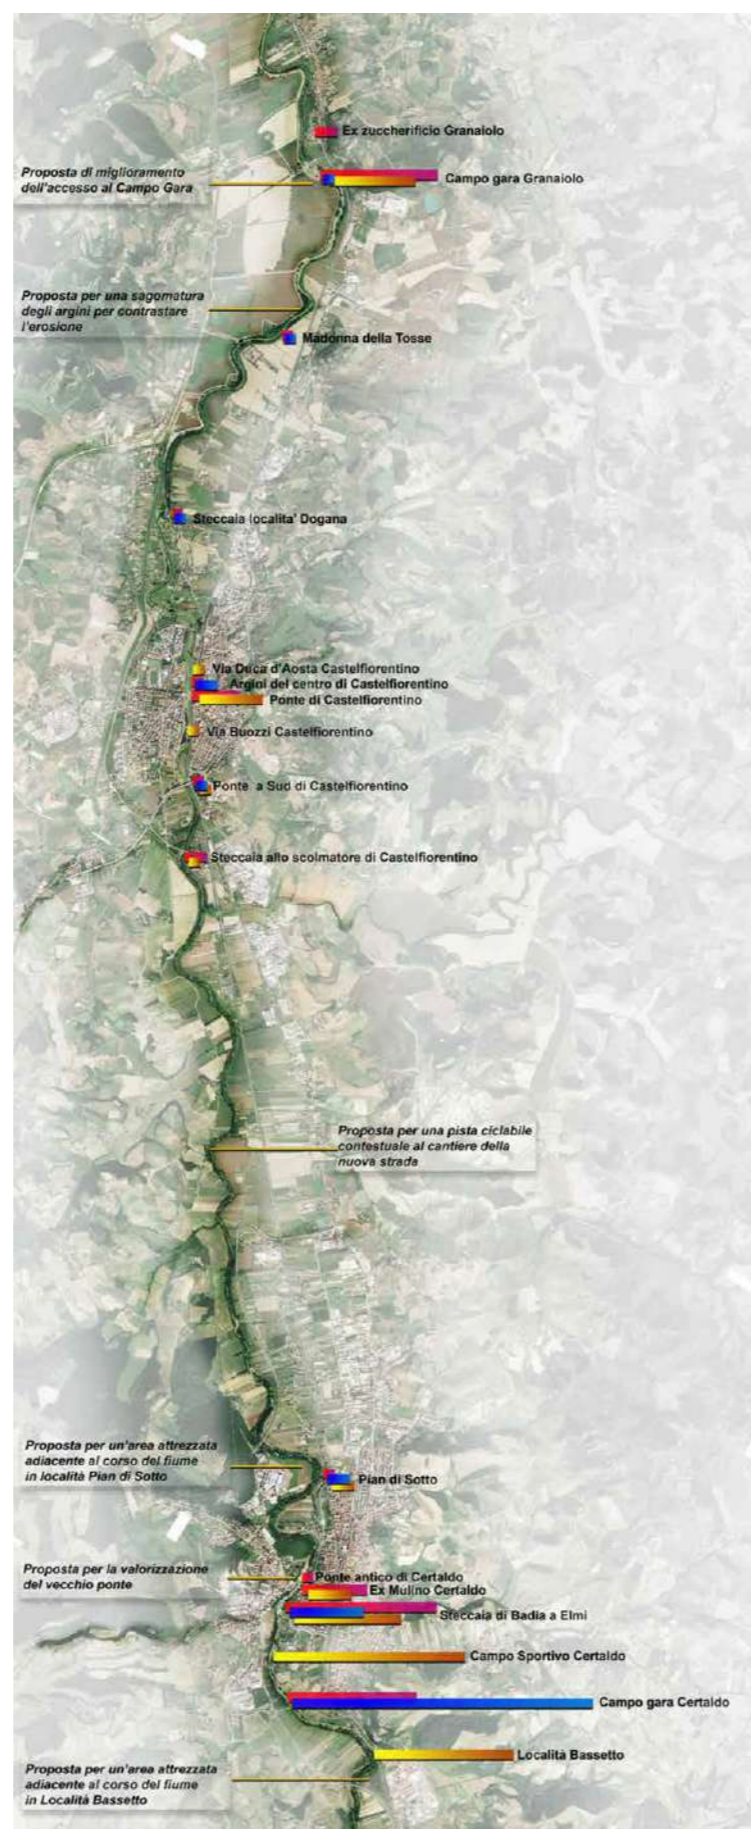 Ex zuccherificio Granaiolo
Proposta di miglioramento
dell'accesso al Campo Gara
Campo gara Granaiolo
Proposta per una sagomatura
degli argini per contrastare
l'erosione
Madonna della Tosse
Steccaia localita' Dogana
Via Duca d'Aosta Castelfiorentino
Argini del centro di Castelfiorentino
Ponte di Castelfiorentino
Via Buozzi Castelfiorentino
Ponte a Sud di Castelfiorentino
Steccaia allo scolmatore di Castelfiorentino
Proposta per una pista ciclabile
contestuale al cantiere della
nuova strada
Proposta per un'area attrezzata
adiacente al corso del fiume
in località Pian di Sotto
Pian di Sotto
Proposta per la valorizzazione
del vecchio ponte
Ponte antico di Certaldo
Ex Mulino Certaldo
Steccaia di Badia a Elmi
Campo Sportivo Certaldo
Campo gara Certaldo
Località Bassetto
Proposta per un'area attrezzata
adiacente al corso del fiume
in Località Bassetto